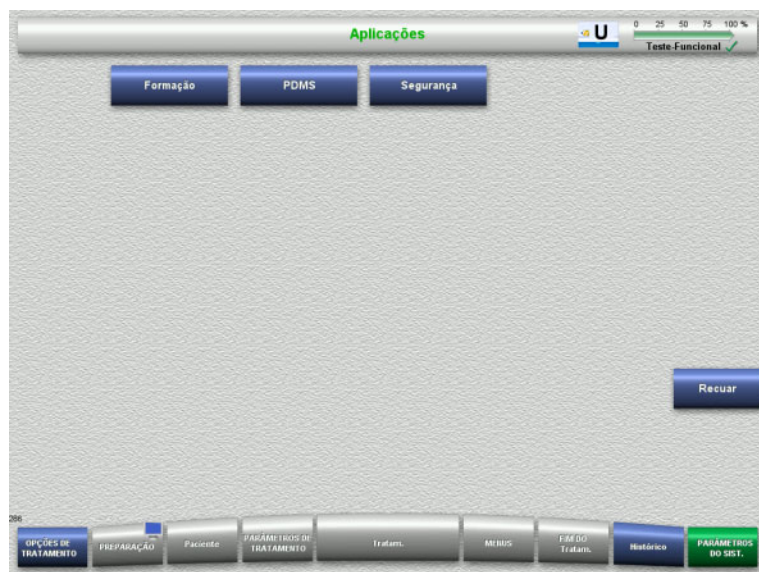 Aplicações
U
0 25 50 75 100 %
Teste-Funcional
Formação
PDMS
Segurança
Recuar
286
OPÇÕES DE
TRATAMENTO
PREPARAÇÃO
Paciente
PARÂMETROS DE
TRATAMENTO
Tratam.
MENUS
FIM DO
Tratam.
Histórico
PARÂMETROS
DO SIST.